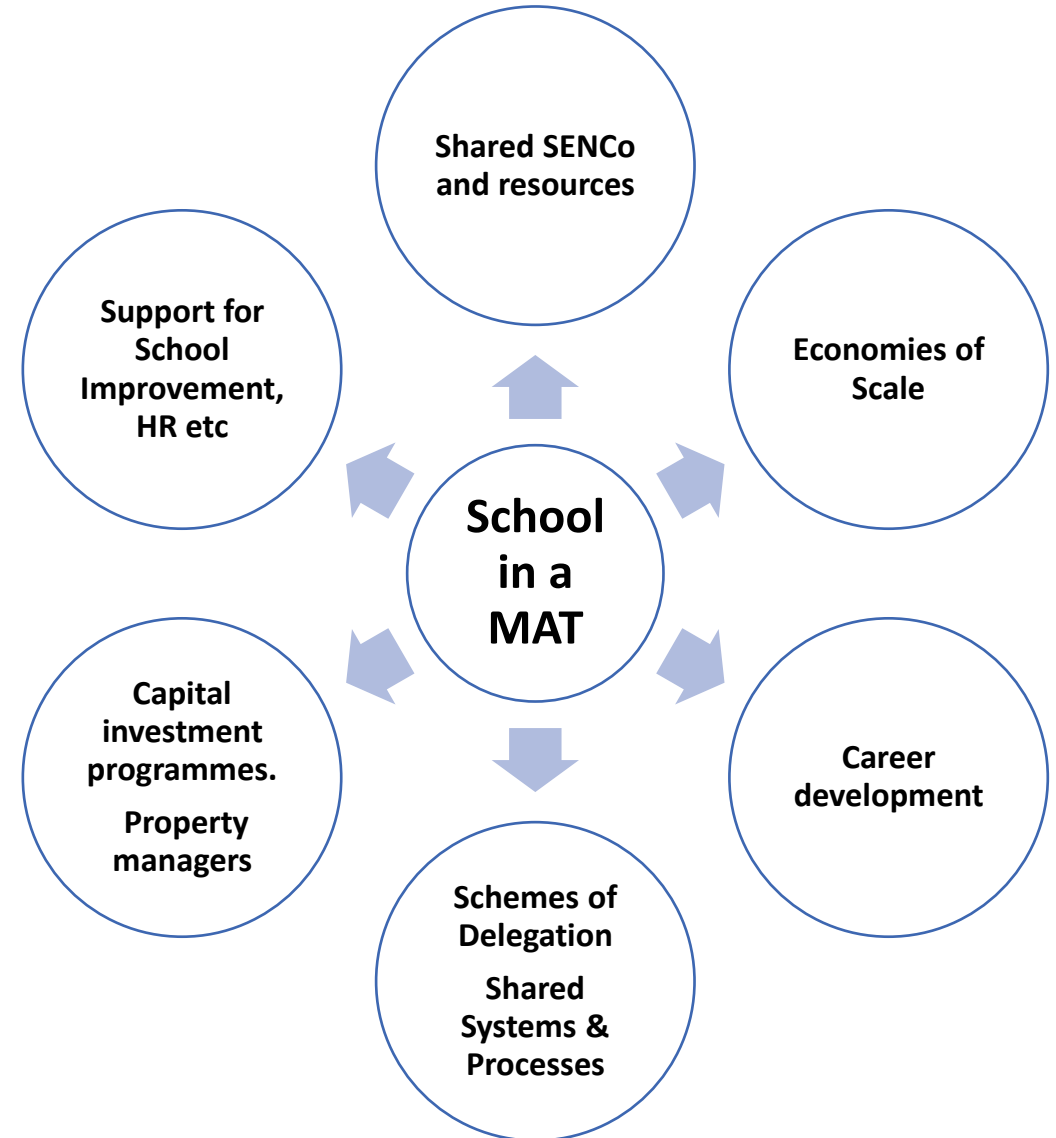 Shared SENCo
and resources
Support for
School
Improvement,
HR etc
Economies of
Scale
School
in a
MAT
Capital
investment
programmes.
Property
managers
Career
development
Schemes of
Delegation
Shared
Systems &
Processes